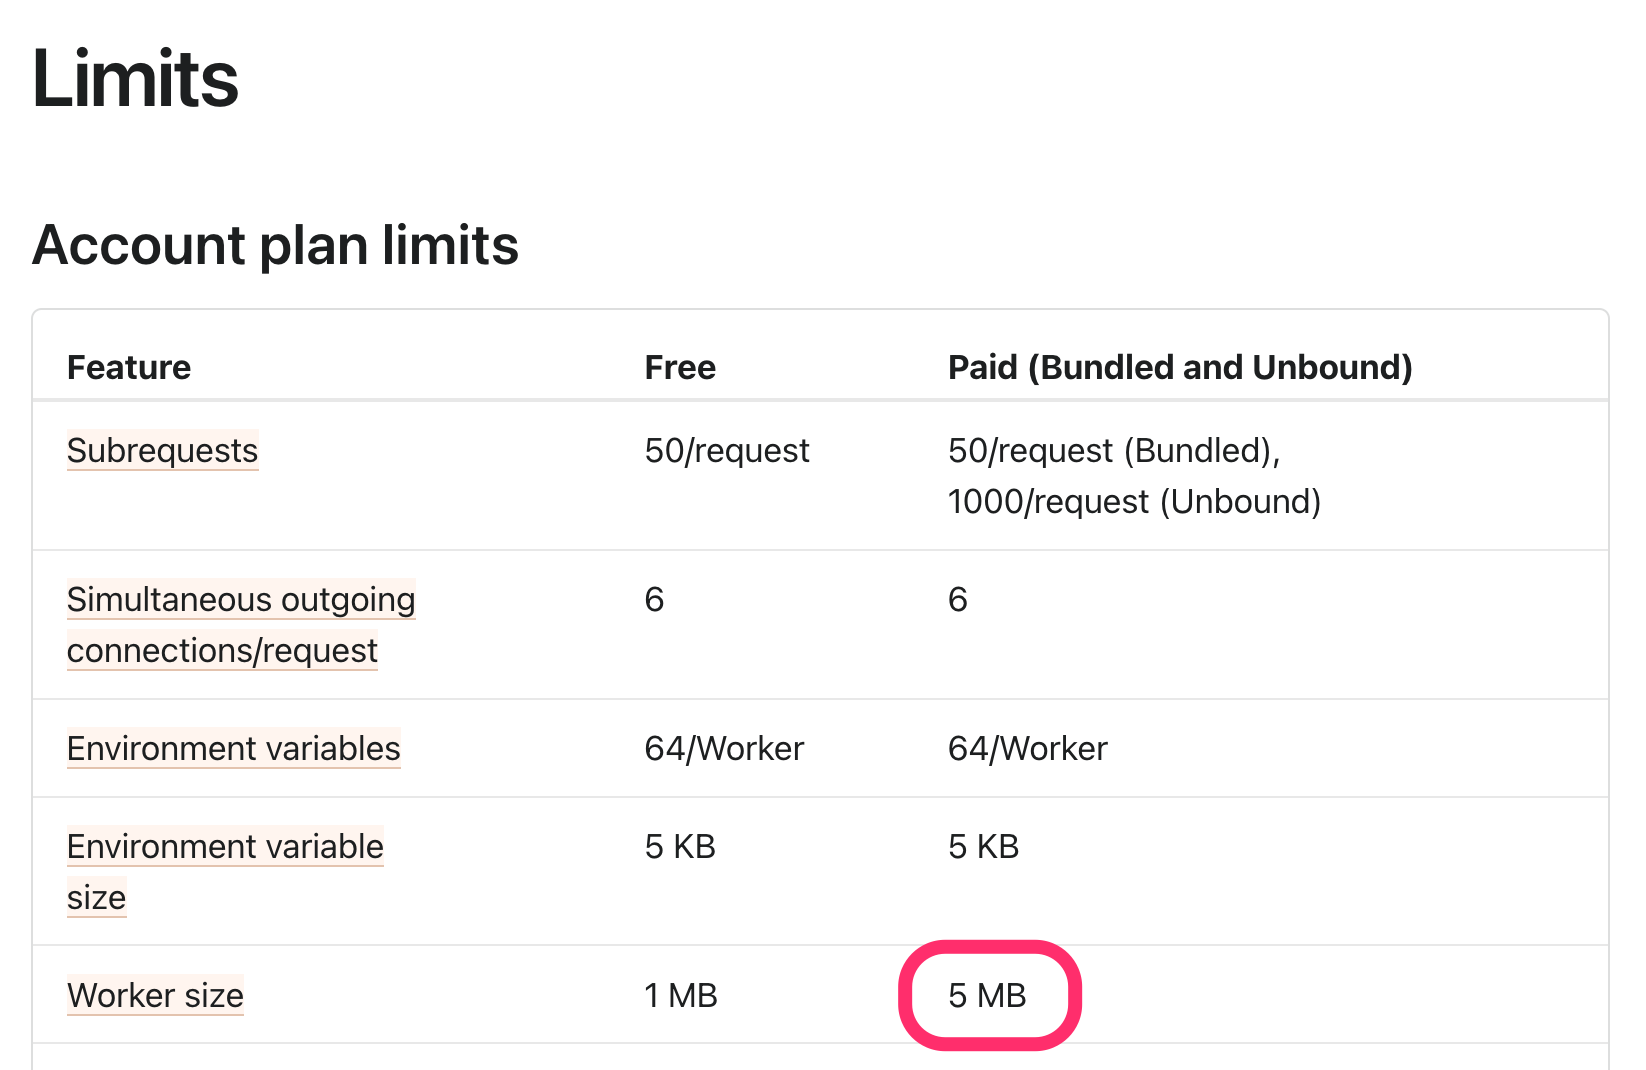 Limits
Account plan limits
Feature Free Paid (Bundled and Unbound)
Subrequests 50/request 50/request (Bundled),
1000/request (Unbound)
Simultaneous outgoing 6 6
connections/request
Environment variables 64/Worker 64/Worker
Environment variable 5 KB 5 KB
size
Worker size 1 MB 5 MB